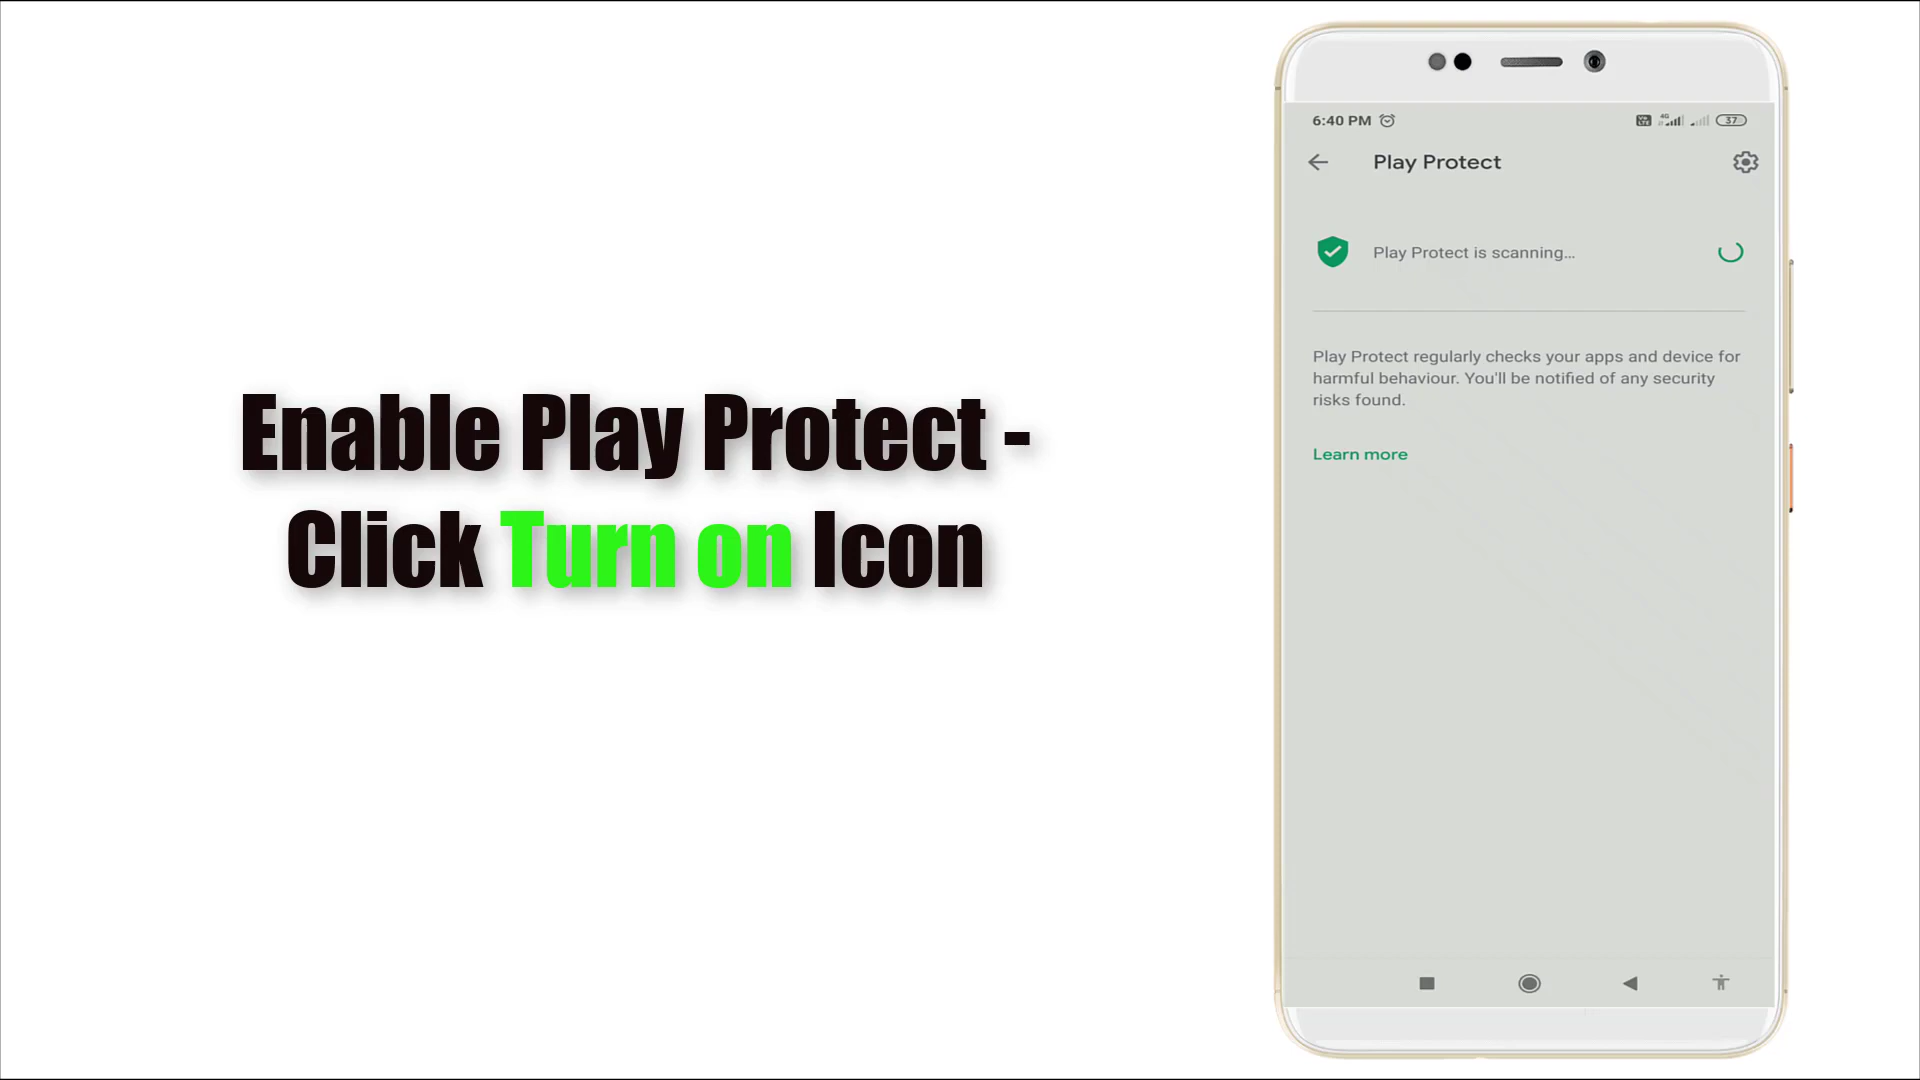 Enable Play Protect -
Click Turn on Icon
6:40 PM
4G
37
Play Protect
Play Protect is scanning...
Play Protect regularly checks your apps and device for
harmful behaviour. You'll be notified of any security
risks found.
Learn more